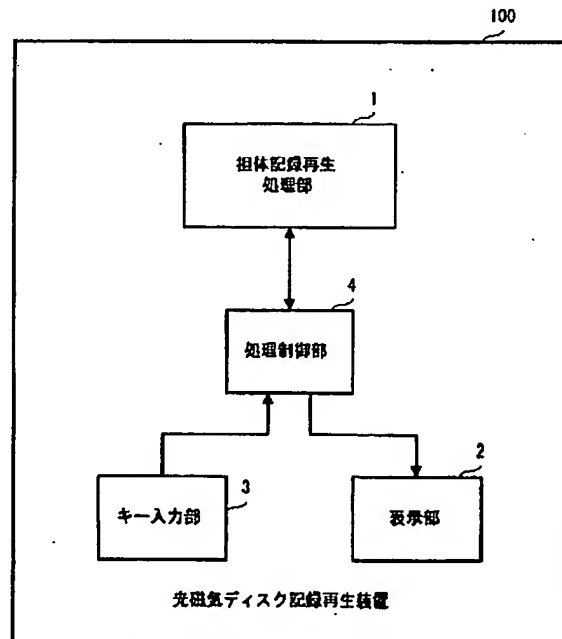 100
1
担体記録再生
処理部
4
処理制御部
キー入力部
3
2
表示部
光磁気ディスク記録再生装置